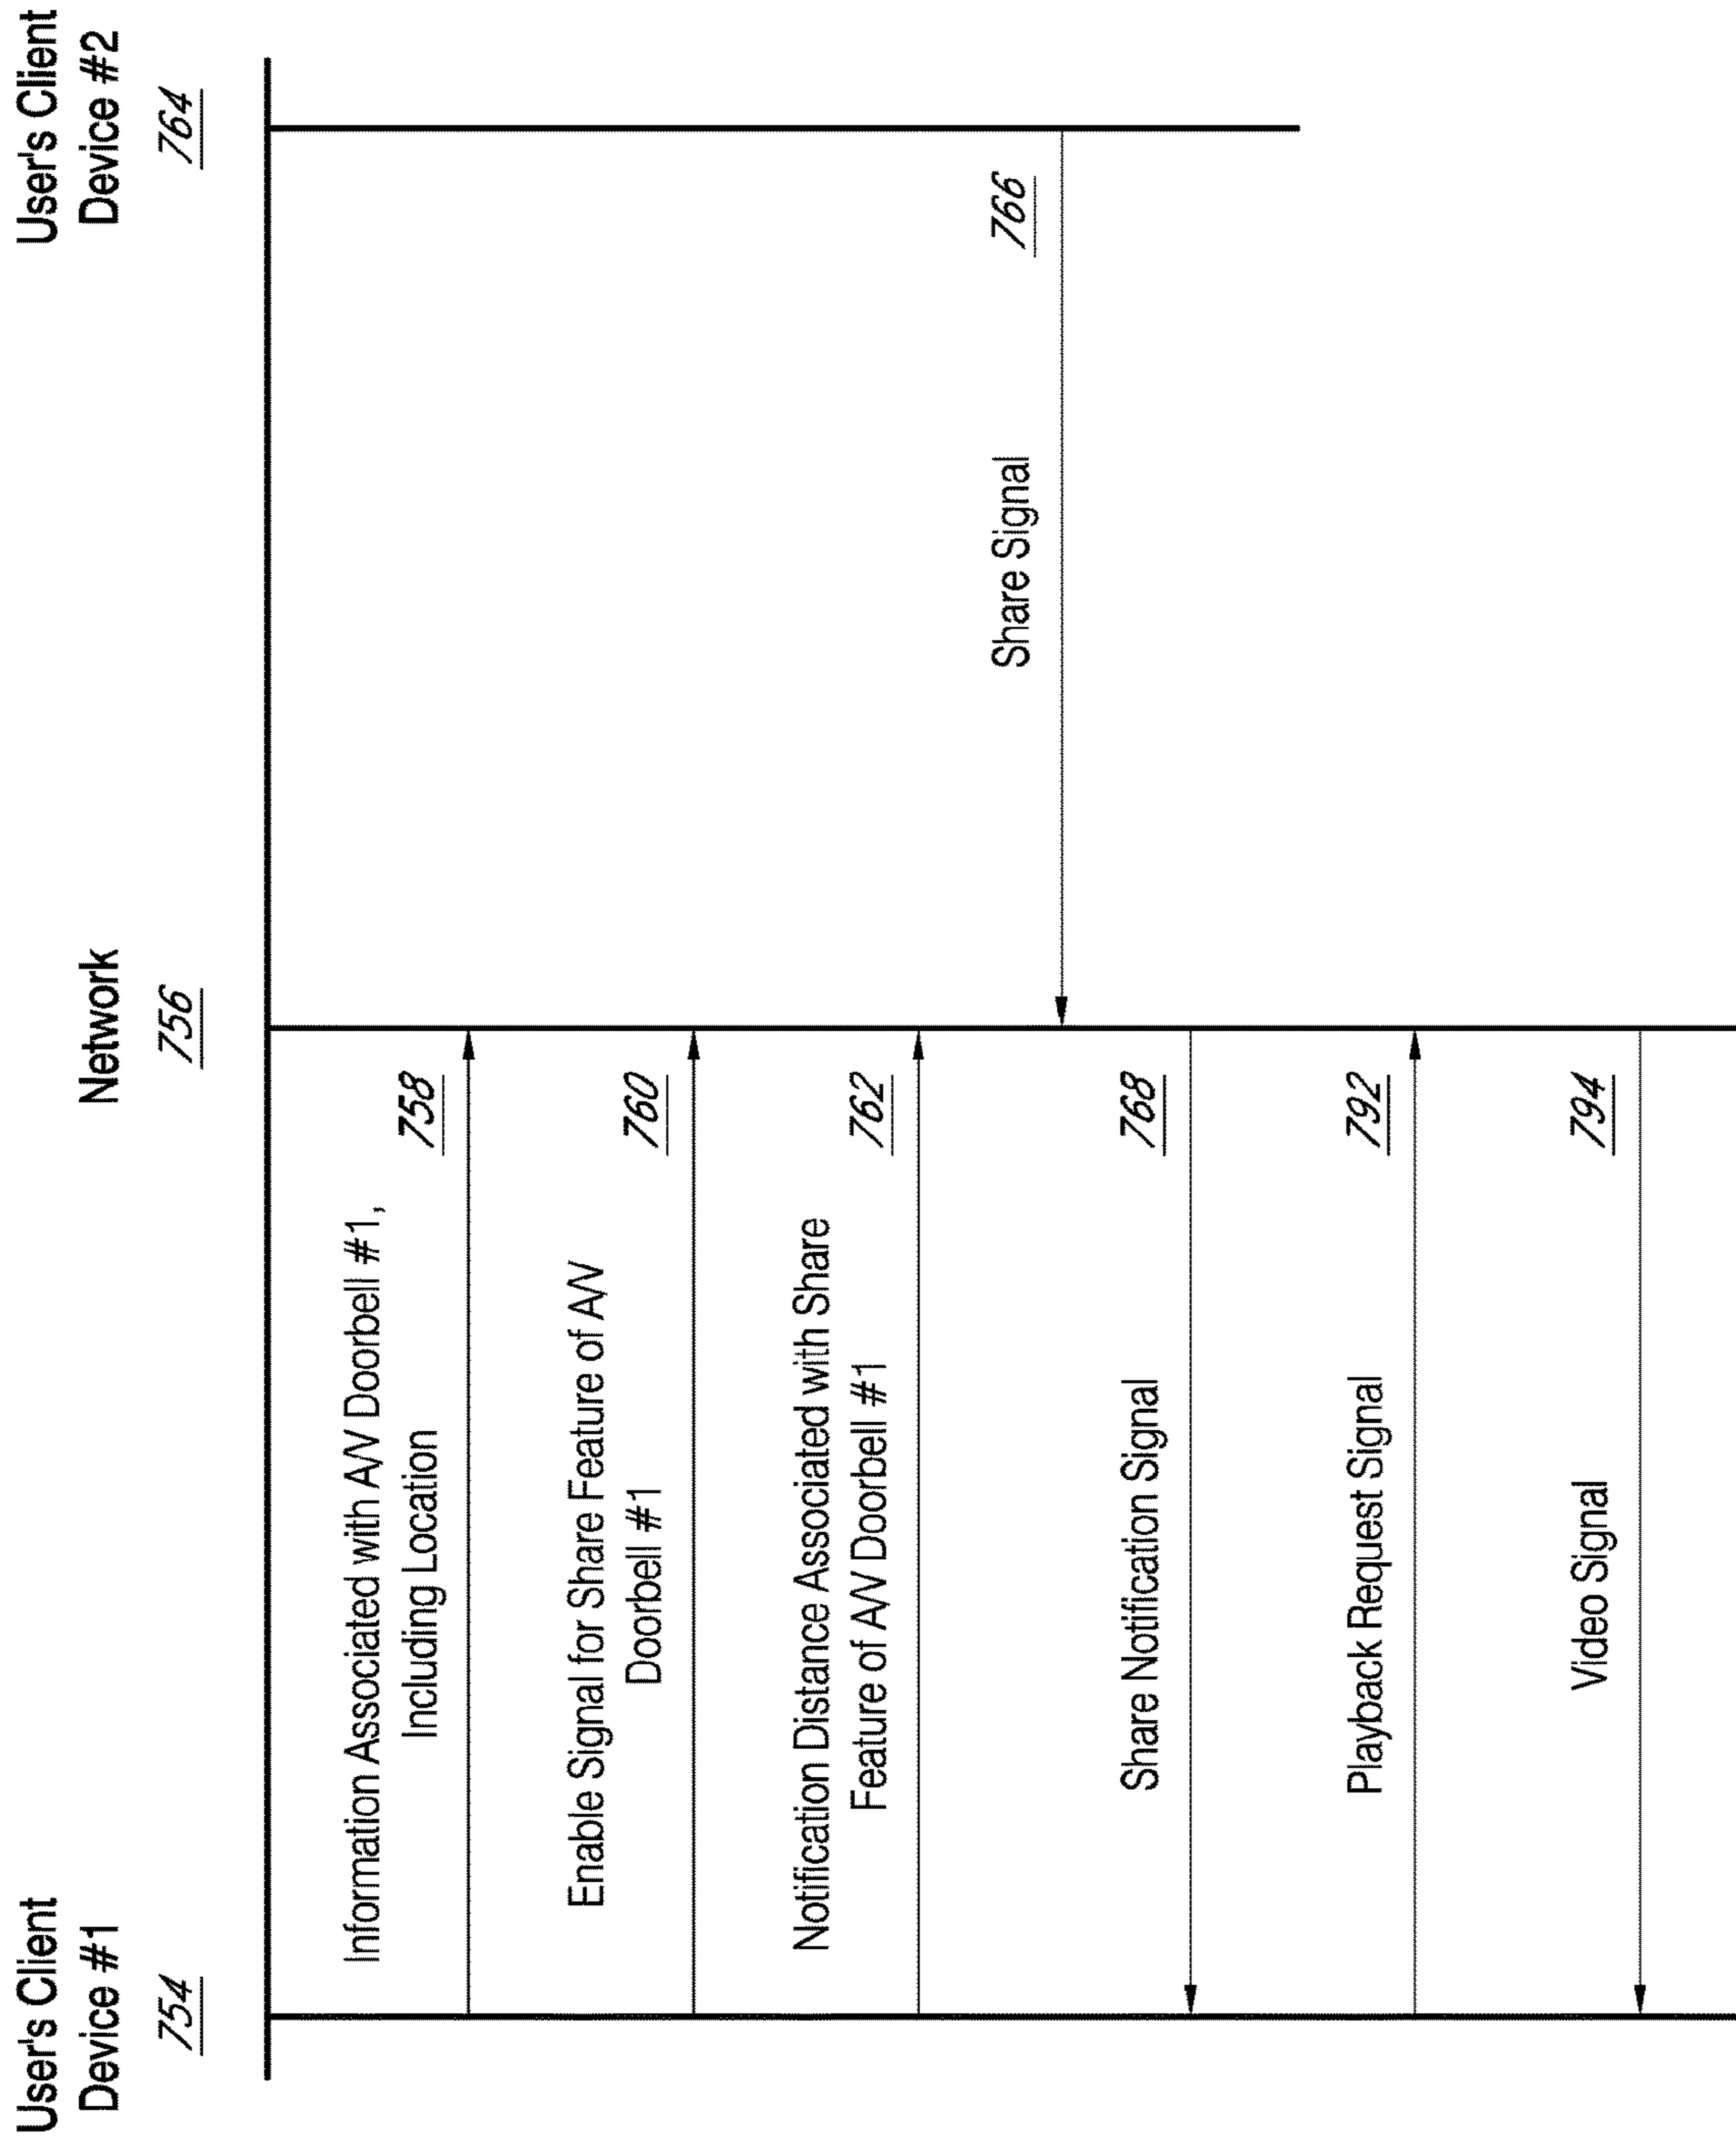 User's Client
Device #1
754
Network
756
User's Client
Device #2
764
Information Associated with A/V Doorbell #1,
Including Location
758
Enable Signal for Share Feature of A/V
Doorbell #1
760
Notification Distance Associated with Share
Feature of A/V Doorbell #1
762
Share Signal
766
Share Notification Signal
768
Playback Request Signal
792
Video Signal
794